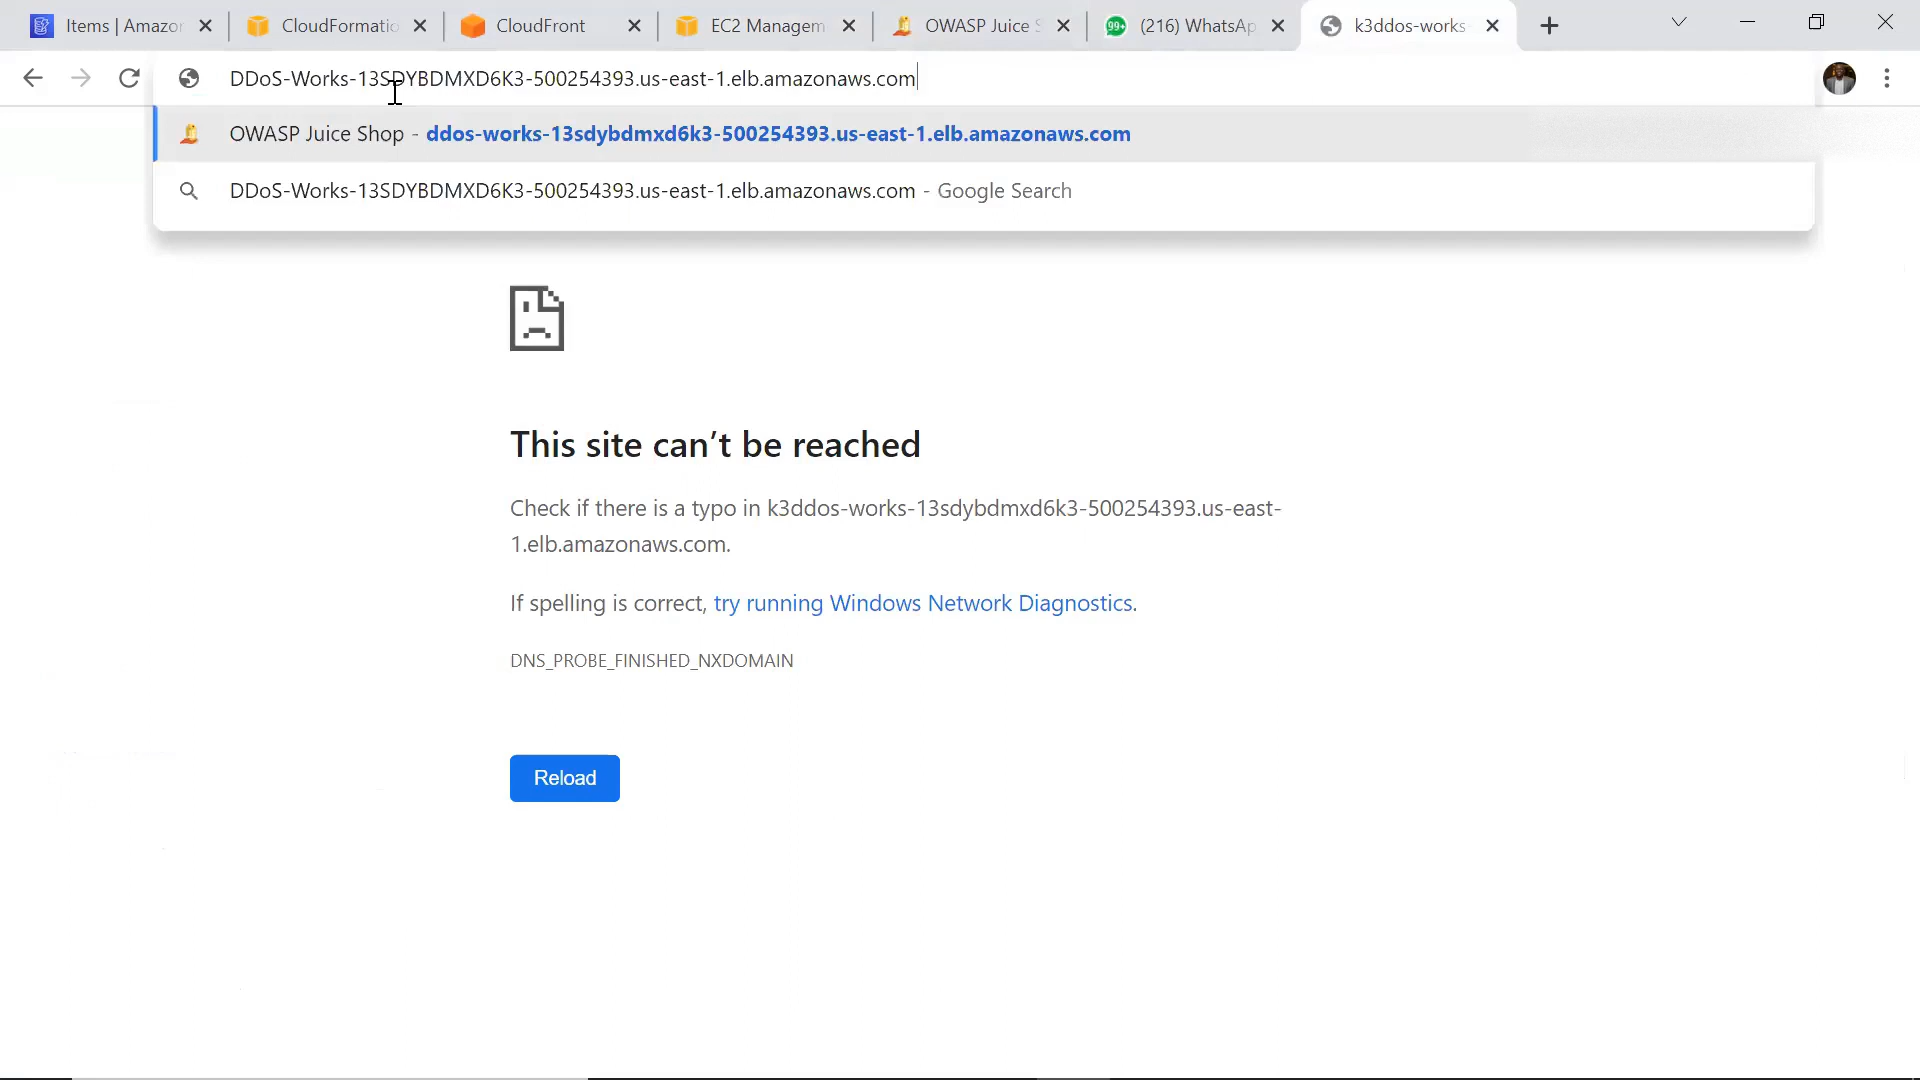 Items | Amazon
CloudFormatio
CloudFront
EC2 Managem
OWASP Juice S
99+
(216) WhatsAp
k3ddos-works-
DDoS-Works-13SDYBDMXD6K3-500254393.us-east-1.elb.amazonaws.com
OWASP Juice Shop - ddos-works-13sdybdmxd6k3-500254393.us-east-1.elb.amazonaws.com
DDoS-Works-13SDYBDMXD6K3-500254393.us-east-1.elb.amazonaws.com - Google Search
This site can’t be reached
Check if there is a typo in k3ddos-works-13sdybdmxd6k3-500254393.us-east-
1.elb.amazonaws.com.
If spelling is correct, try running Windows Network Diagnostics.
DNS_PROBE_FINISHED_NXDOMAIN
Reload